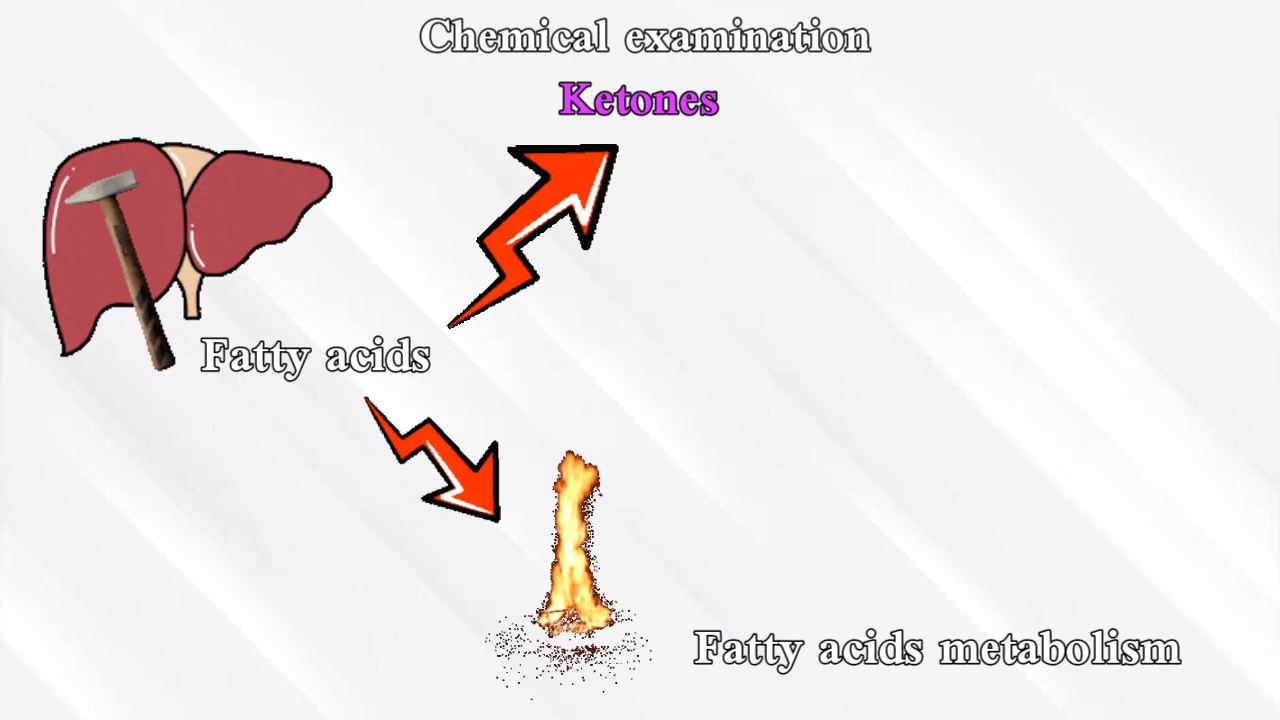 Chemical examination
Ketones
Fatty acids
Fatty acids metabolism